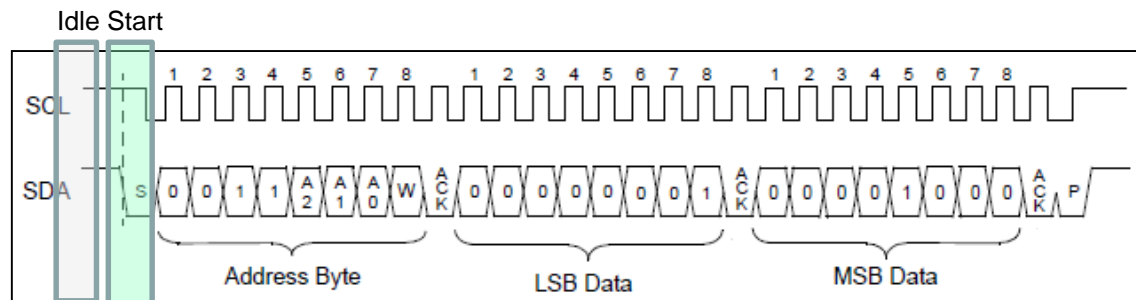 Idle Start
1 2 3 4 5 6 7 8 1 2 3 4 5 6 7 8 1 2 3 4 5 6 7 8
SCL
SDA S 0 0 1 1 A2 A1 A0 W ACK 0 0 0 0 0 0 0 1 ACK 0 0 0 0 1 0 0 0 ACK P
Address Byte LSB Data MSB Data